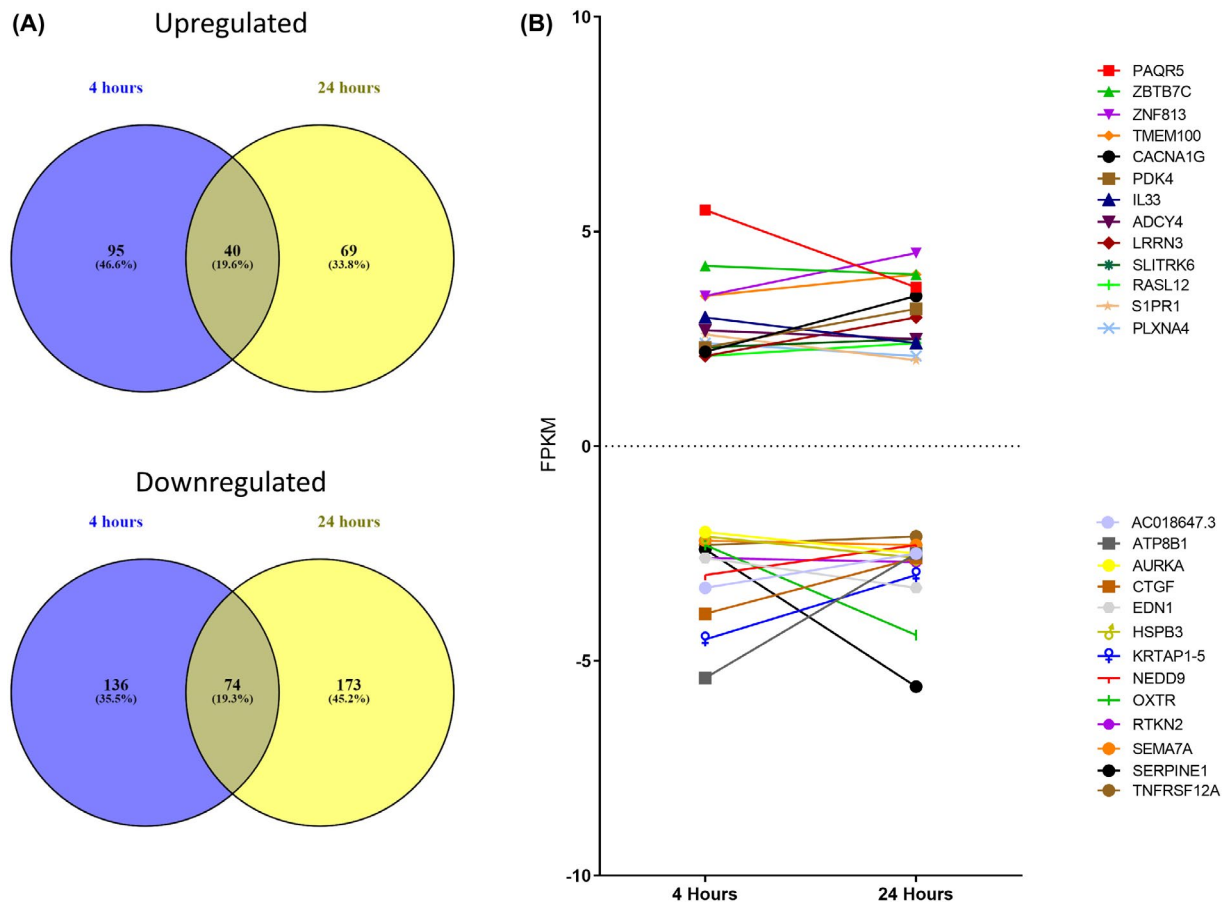 (A)
Upregulated
4 hours
24 hours
95
(46.6%)
40
(19.6%)
69
(33.8%)
Downregulated
4 hours
24 hours
136
(35.5%)
74
(19.3%)
173
(45.2%)
(B)
10
5
0
-5
-10
FPKM
4 Hours
24 Hours
PAQR5
ZBTB7C
ZNF813
TMEM100
CACNA1G
PDK4
IL33
ADCY4
LRRN3
SLITRK6
RASL12
S1PR1
PLXNA4
AC018647.3
ATP8B1
AURKA
CTGF
EDN1
HSPB3
KRTAP1-5
NEDD9
OXTR
RTKN2
SEMA7A
SERPINE1
TNFRSF12A